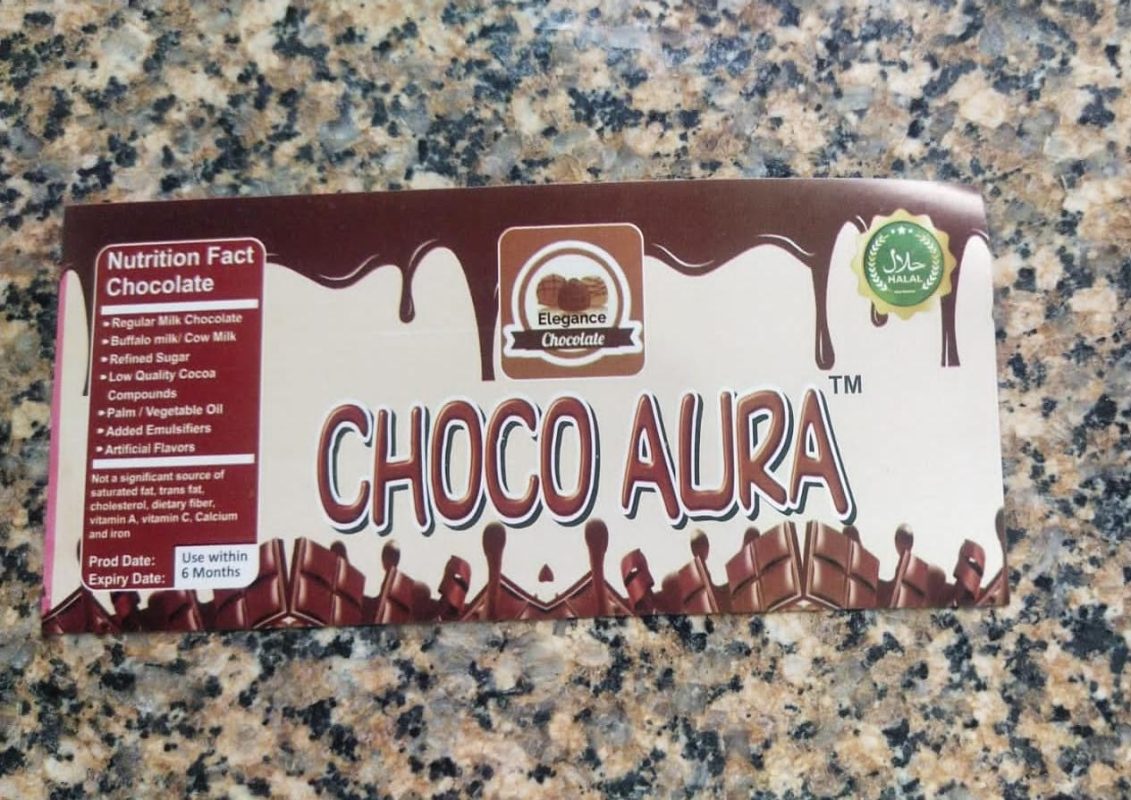 Nutrition Fact
Chocolate
Regular Milk Chocolate
Buffalo milk/ Cow Milk
Refined Sugar
Low Quality Cocoa
Compounds
Palm / Vegetable Oil
Added Emulsifiers
Artificial Flavors
Not a significant source of
saturated fat, trans fat,
cholesterol, dietary fiber,
vitamin A, vitamin C, Calcium
and iron
Prod Date:
Expiry Date:
Use within
6 Months
Elegance
Chocolate
CHOCO AURA™
حلال
HALAL